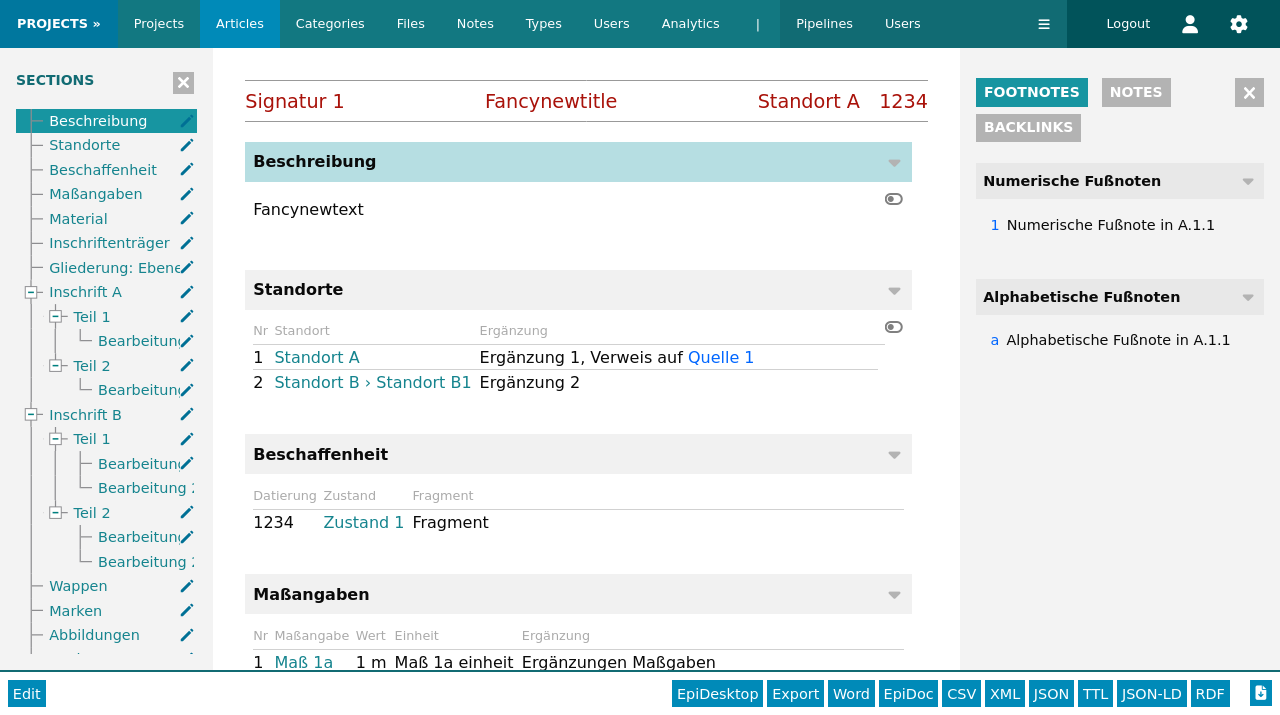 PROJECTS » Projects Articles Categories Files Notes Types Users Analytics | Pipelines Users ☰ Logout
SECTIONS
Beschreibung
Standorte
Beschaffenheit
Maßangaben
Material
Inschriftenträger
Gliederung: Ebene
Inschrift A
Teil 1
Bearbeitung
Teil 2
Bearbeitung
Inschrift B
Teil 1
Bearbeitung
Bearbeitung 2
Teil 2
Bearbeitung
Bearbeitung 2
Wappen
Marken
Abbildungen
Signatur 1 Fancynewtitle Standort A 1234
Beschreibung
Fancynewtext
Standorte
Nr Standort Ergänzung
1 Standort A Ergänzung 1, Verweis auf Quelle 1
2 Standort B › Standort B1 Ergänzung 2
Beschaffenheit
Datierung Zustand Fragment
1234 Zustand 1 Fragment
Maßangaben
Nr Maßangabe Wert Einheit Ergänzung
1 Maß 1a 1 m Maß 1a einheit Ergänzungen Maßgaben
FOOTNOTES NOTES
BACKLINKS
Numerische Fußnoten
1 Numerische Fußnote in A.1.1
Alphabetische Fußnoten
a Alphabetische Fußnote in A.1.1
Edit EpiDesktop Export Word EpiDoc CSV XML JSON TTL JSON-LD RDF